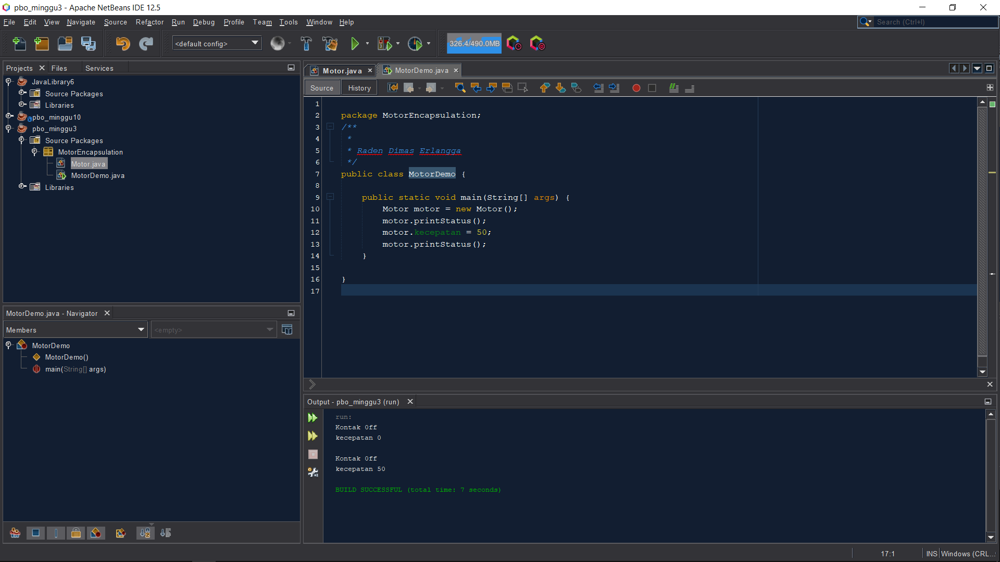 pbo_minggu3 - Apache NetBeans IDE 12.5
File Edit View Navigate Source Refactor Run Debug Profile Team Tools Window Help
Search (Ctrl+I)
<default config>
326.4/490.0MB
Projects Files Services
JavaLibrary6
Source Packages
Libraries
pbo_minggu10
pbo_minggu3
Source Packages
MotorEncapsulation
Motor.java
MotorDemo.java
Libraries
MotorDemo.java - Navigator
Members
<empty>
MotorDemo
MotorDemo()
main(String[] args)
Motor.java MotorDemo.java
Source History
1
2 package MotorEncapsulation;
3 /**
4 *
5 * Raden Dimas Erlangga
6 */
7 public class MotorDemo {
8
9 public static void main(String[] args) {
10 Motor motor = new Motor();
11 motor.printStatus();
12 motor.kecepatan = 50;
13 motor.printStatus();
14 }
15
16 }
17
Output - pbo_minggu3 (run)
run:
Kontak Off
kecepatan 0
Kontak Off
kecepatan 50
BUILD SUCCESSFUL (total time: 7 seconds)
17:1 INS Windows (CRL...